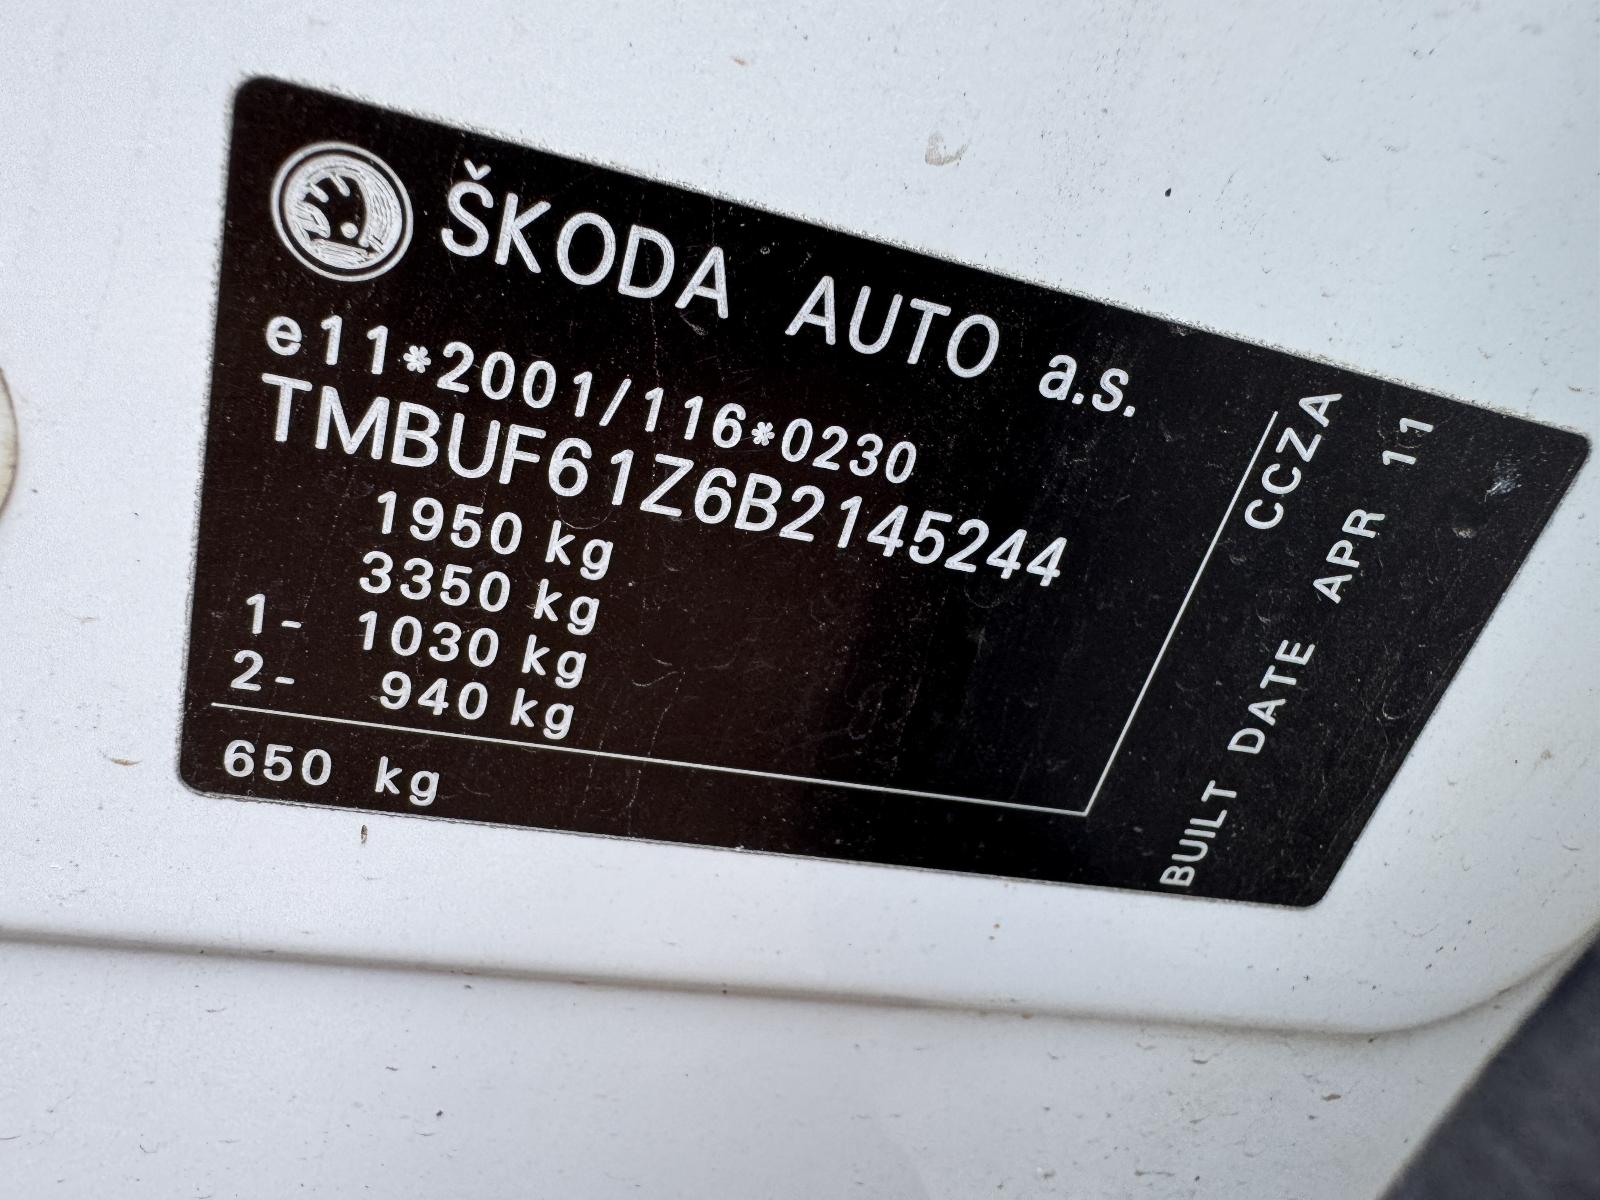 ŠKODA AUTO a.s.
e11*2001/116*0230
TMBUF61Z6B2145244
1950 kg
3350 kg
1- 1030 kg
2- 940 kg
650 kg
CCZA
BUILT DATE APR 11